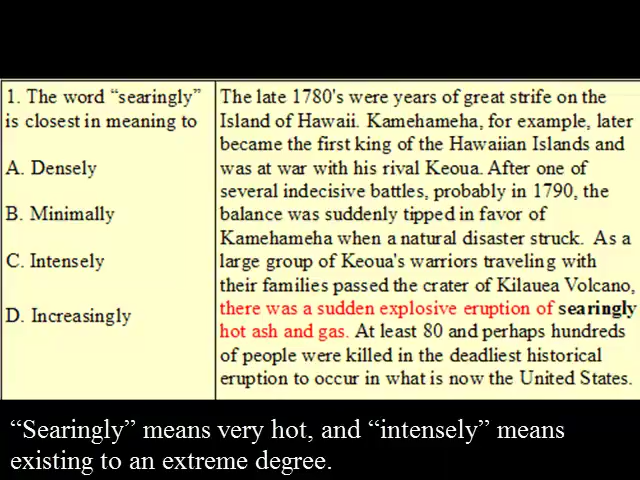 1. The word “searingly”
is closest in meaning to
A. Densely
B. Minimally
C. Intensely
D. Increasingly
The late 1780's were years of great strife on the
Island of Hawaii. Kamehameha, for example, later
became the first king of the Hawaiian Islands and
was at war with his rival Keoua. After one of
several indecisive battles, probably in 1790, the
balance was suddenly tipped in favor of
Kamehameha when a natural disaster struck. As a
large group of Keoua's warriors traveling with
their families passed the crater of Kilauea Volcano,
there was a sudden explosive eruption of searingly
hot ash and gas. At least 80 and perhaps hundreds
of people were killed in the deadliest historical
eruption to occur in what is now the United States.
“Searingly” means very hot, and “intensely” means
existing to an extreme degree.